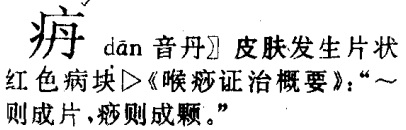 㾆 dān 音丹〗皮肤发生片状
红色病块▷《喉痧证治概要》：“～
则成片，痧则成颗。”